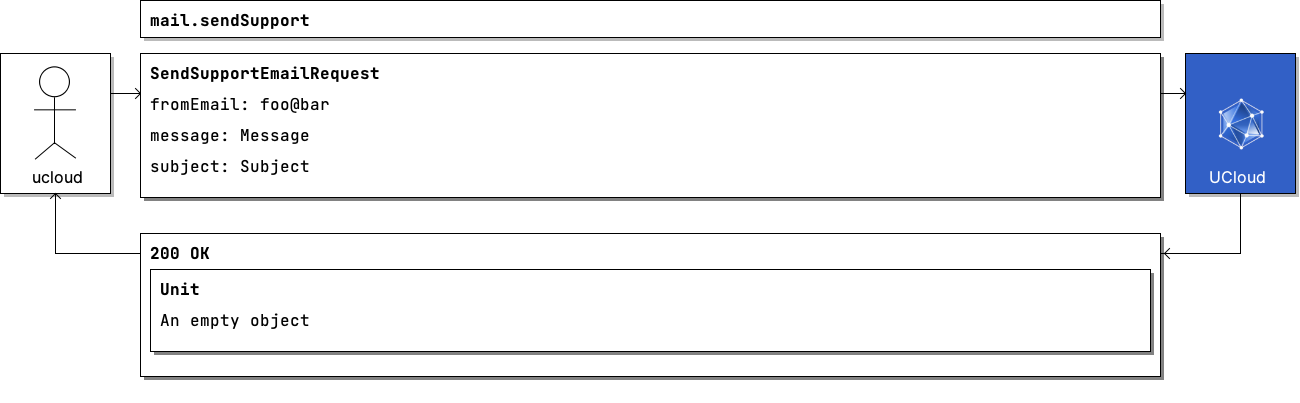 mail.sendSupport
SendSupportEmailRequest
fromEmail: foo@bar
message: Message
subject: Subject
ucloud
UCloud
200 OK
Unit
An empty object